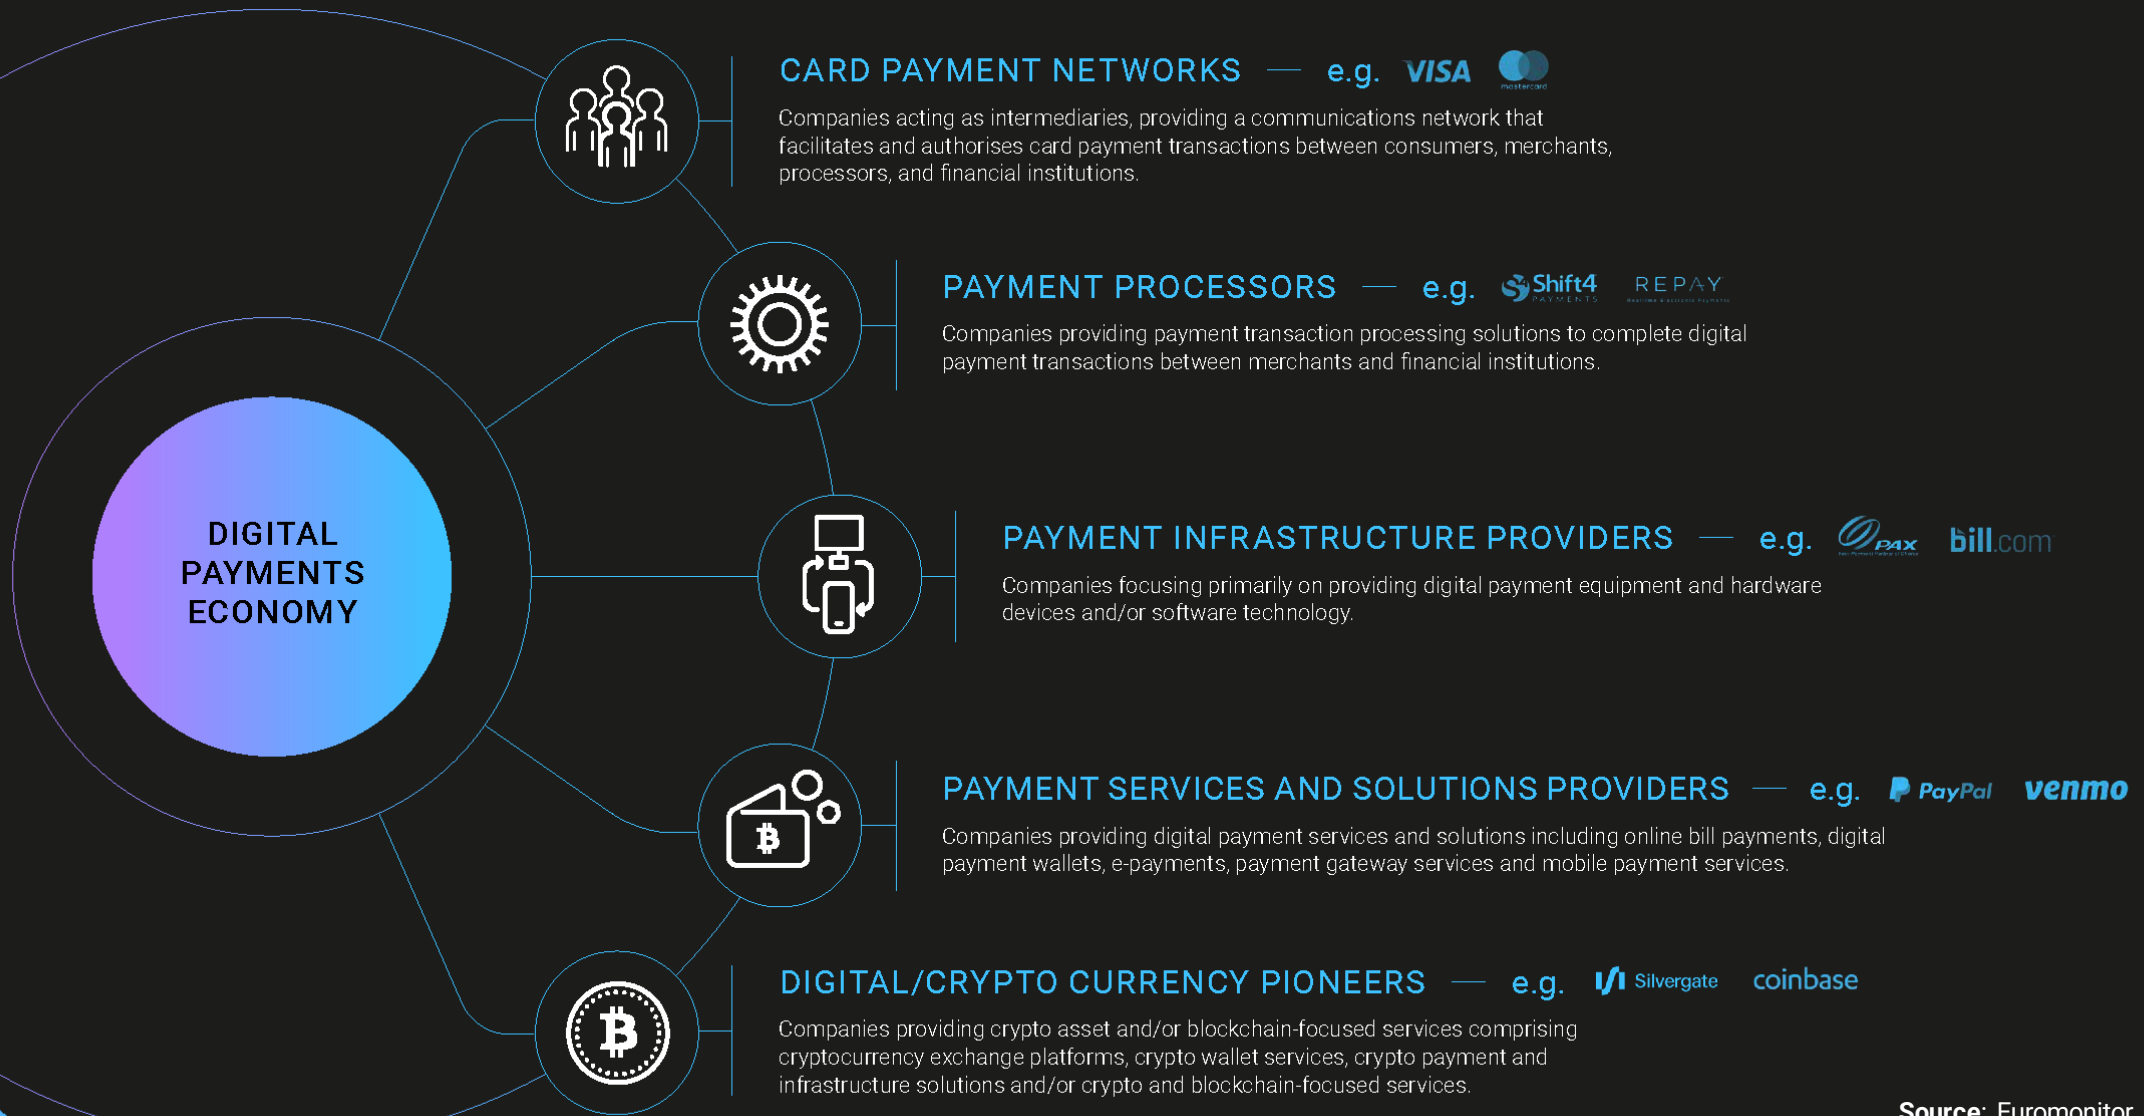 DIGITAL
PAYMENTS
ECONOMY
CARD PAYMENT NETWORKS — e.g. VISA mastercard
Companies acting as intermediaries, providing a communications network that
facilitates and authorises card payment transactions between consumers, merchants,
processors, and financial institutions.
PAYMENT PROCESSORS — e.g. Shift4 PAYMENTS REPAY Realtime Electronic Payments
Companies providing payment transaction processing solutions to complete digital
payment transactions between merchants and financial institutions.
PAYMENT INFRASTRUCTURE PROVIDERS — e.g. PAX bill.com
Companies focusing primarily on providing digital payment equipment and hardware
devices and/or software technology.
PAYMENT SERVICES AND SOLUTIONS PROVIDERS — e.g. PayPal venmo
Companies providing digital payment services and solutions including online bill payments, digital
payment wallets, e-payments, payment gateway services and mobile payment services.
DIGITAL/CRYPTO CURRENCY PIONEERS — e.g. Silvergate coinbase
Companies providing crypto asset and/or blockchain-focused services comprising
cryptocurrency exchange platforms, crypto wallet services, crypto payment and
infrastructure solutions and/or crypto and blockchain-focused services.
Source: Euromonitor